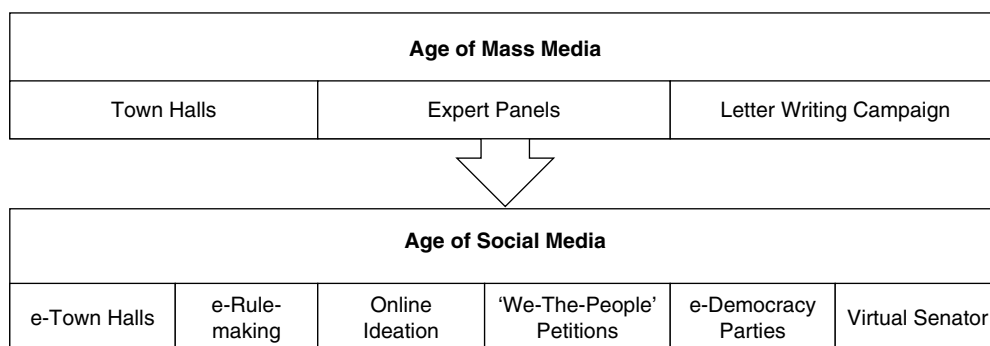 Age of Mass Media
Town Halls
Expert Panels
Letter Writing Campaign
Age of Social Media
e-Town Halls
e-Rule-
making
Online
Ideation
‘We-The-People’
Petitions
e-Democracy
Parties
Virtual Senator